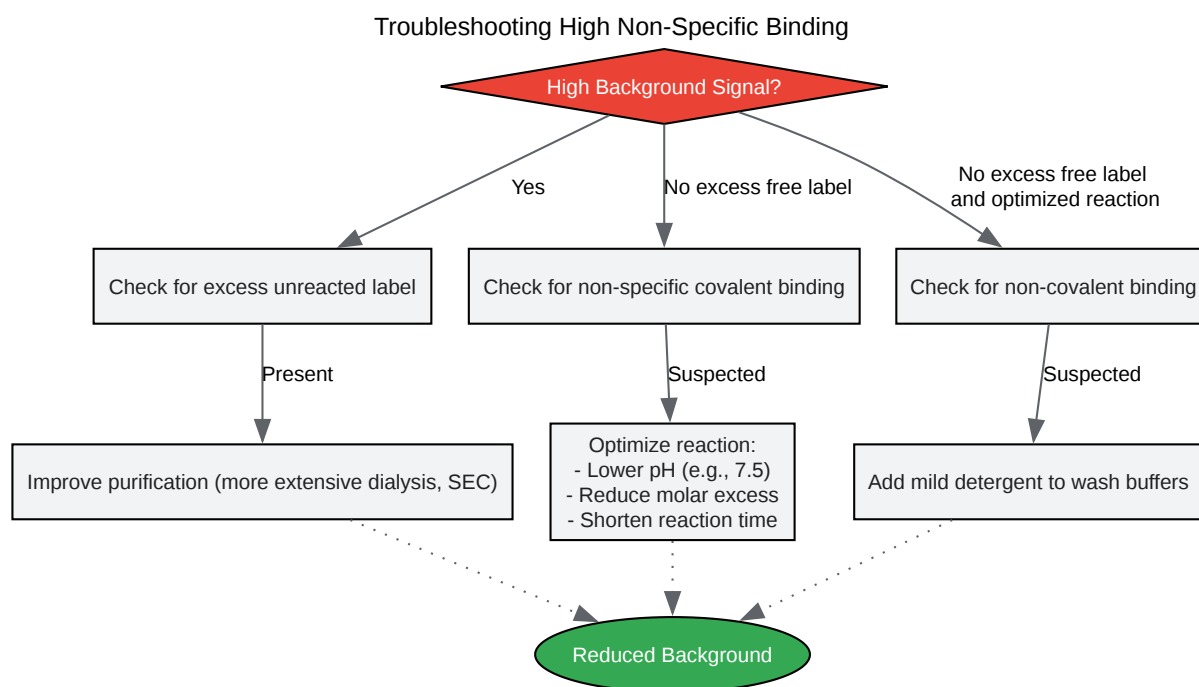 Troubleshooting High Non-Specific Binding
High Background Signal?
Yes
No excess free label
No excess free label
and optimized reaction
Check for excess unreacted label
Check for non-specific covalent binding
Check for non-covalent binding
Present
Suspected
Suspected
Improve purification (more extensive dialysis, SEC)
Optimize reaction:
- Lower pH (e.g., 7.5)
- Reduce molar excess
- Shorten reaction time
Add mild detergent to wash buffers
Reduced Background